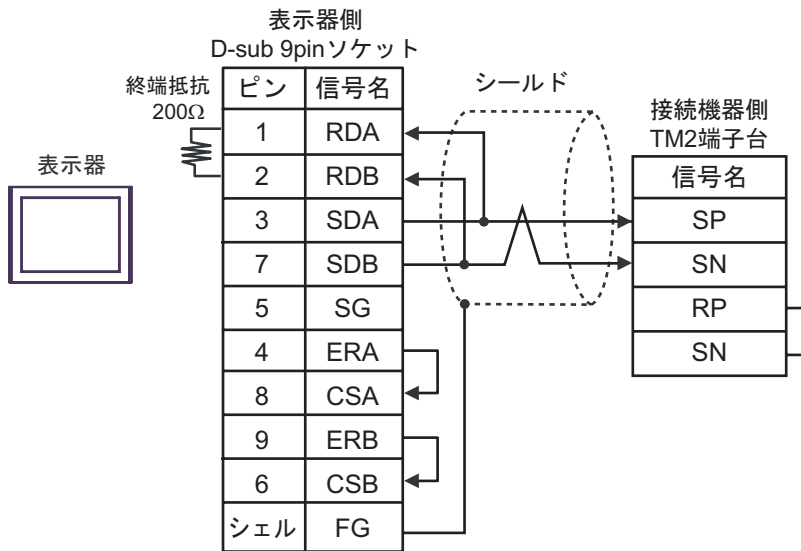 表示器側
D-sub 9pinソケット
終端抵抗
200Ω
表示器
ピン 信号名
1 RDA
2 RDB
3 SDA
7 SDB
5 SG
4 ERA
8 CSA
9 ERB
6 CSB
シェル FG
シールド
接続機器側
TM2端子台
信号名
SP
SN
RP
SN